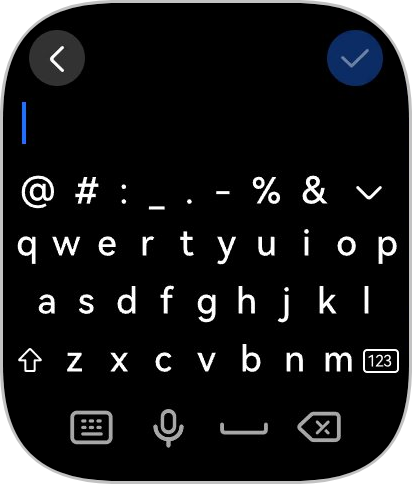 @ # : _ . - % &
q w e r t y u i o p
a s d f g h j k l
z x c v b n m 123